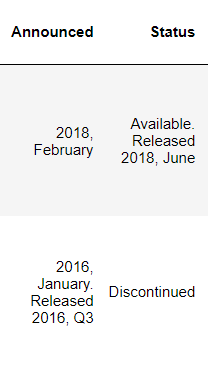 Announced Status
2018,
February
Available.
Released
2018, June
2016,
January.
Released
2016, Q3
Discontinued